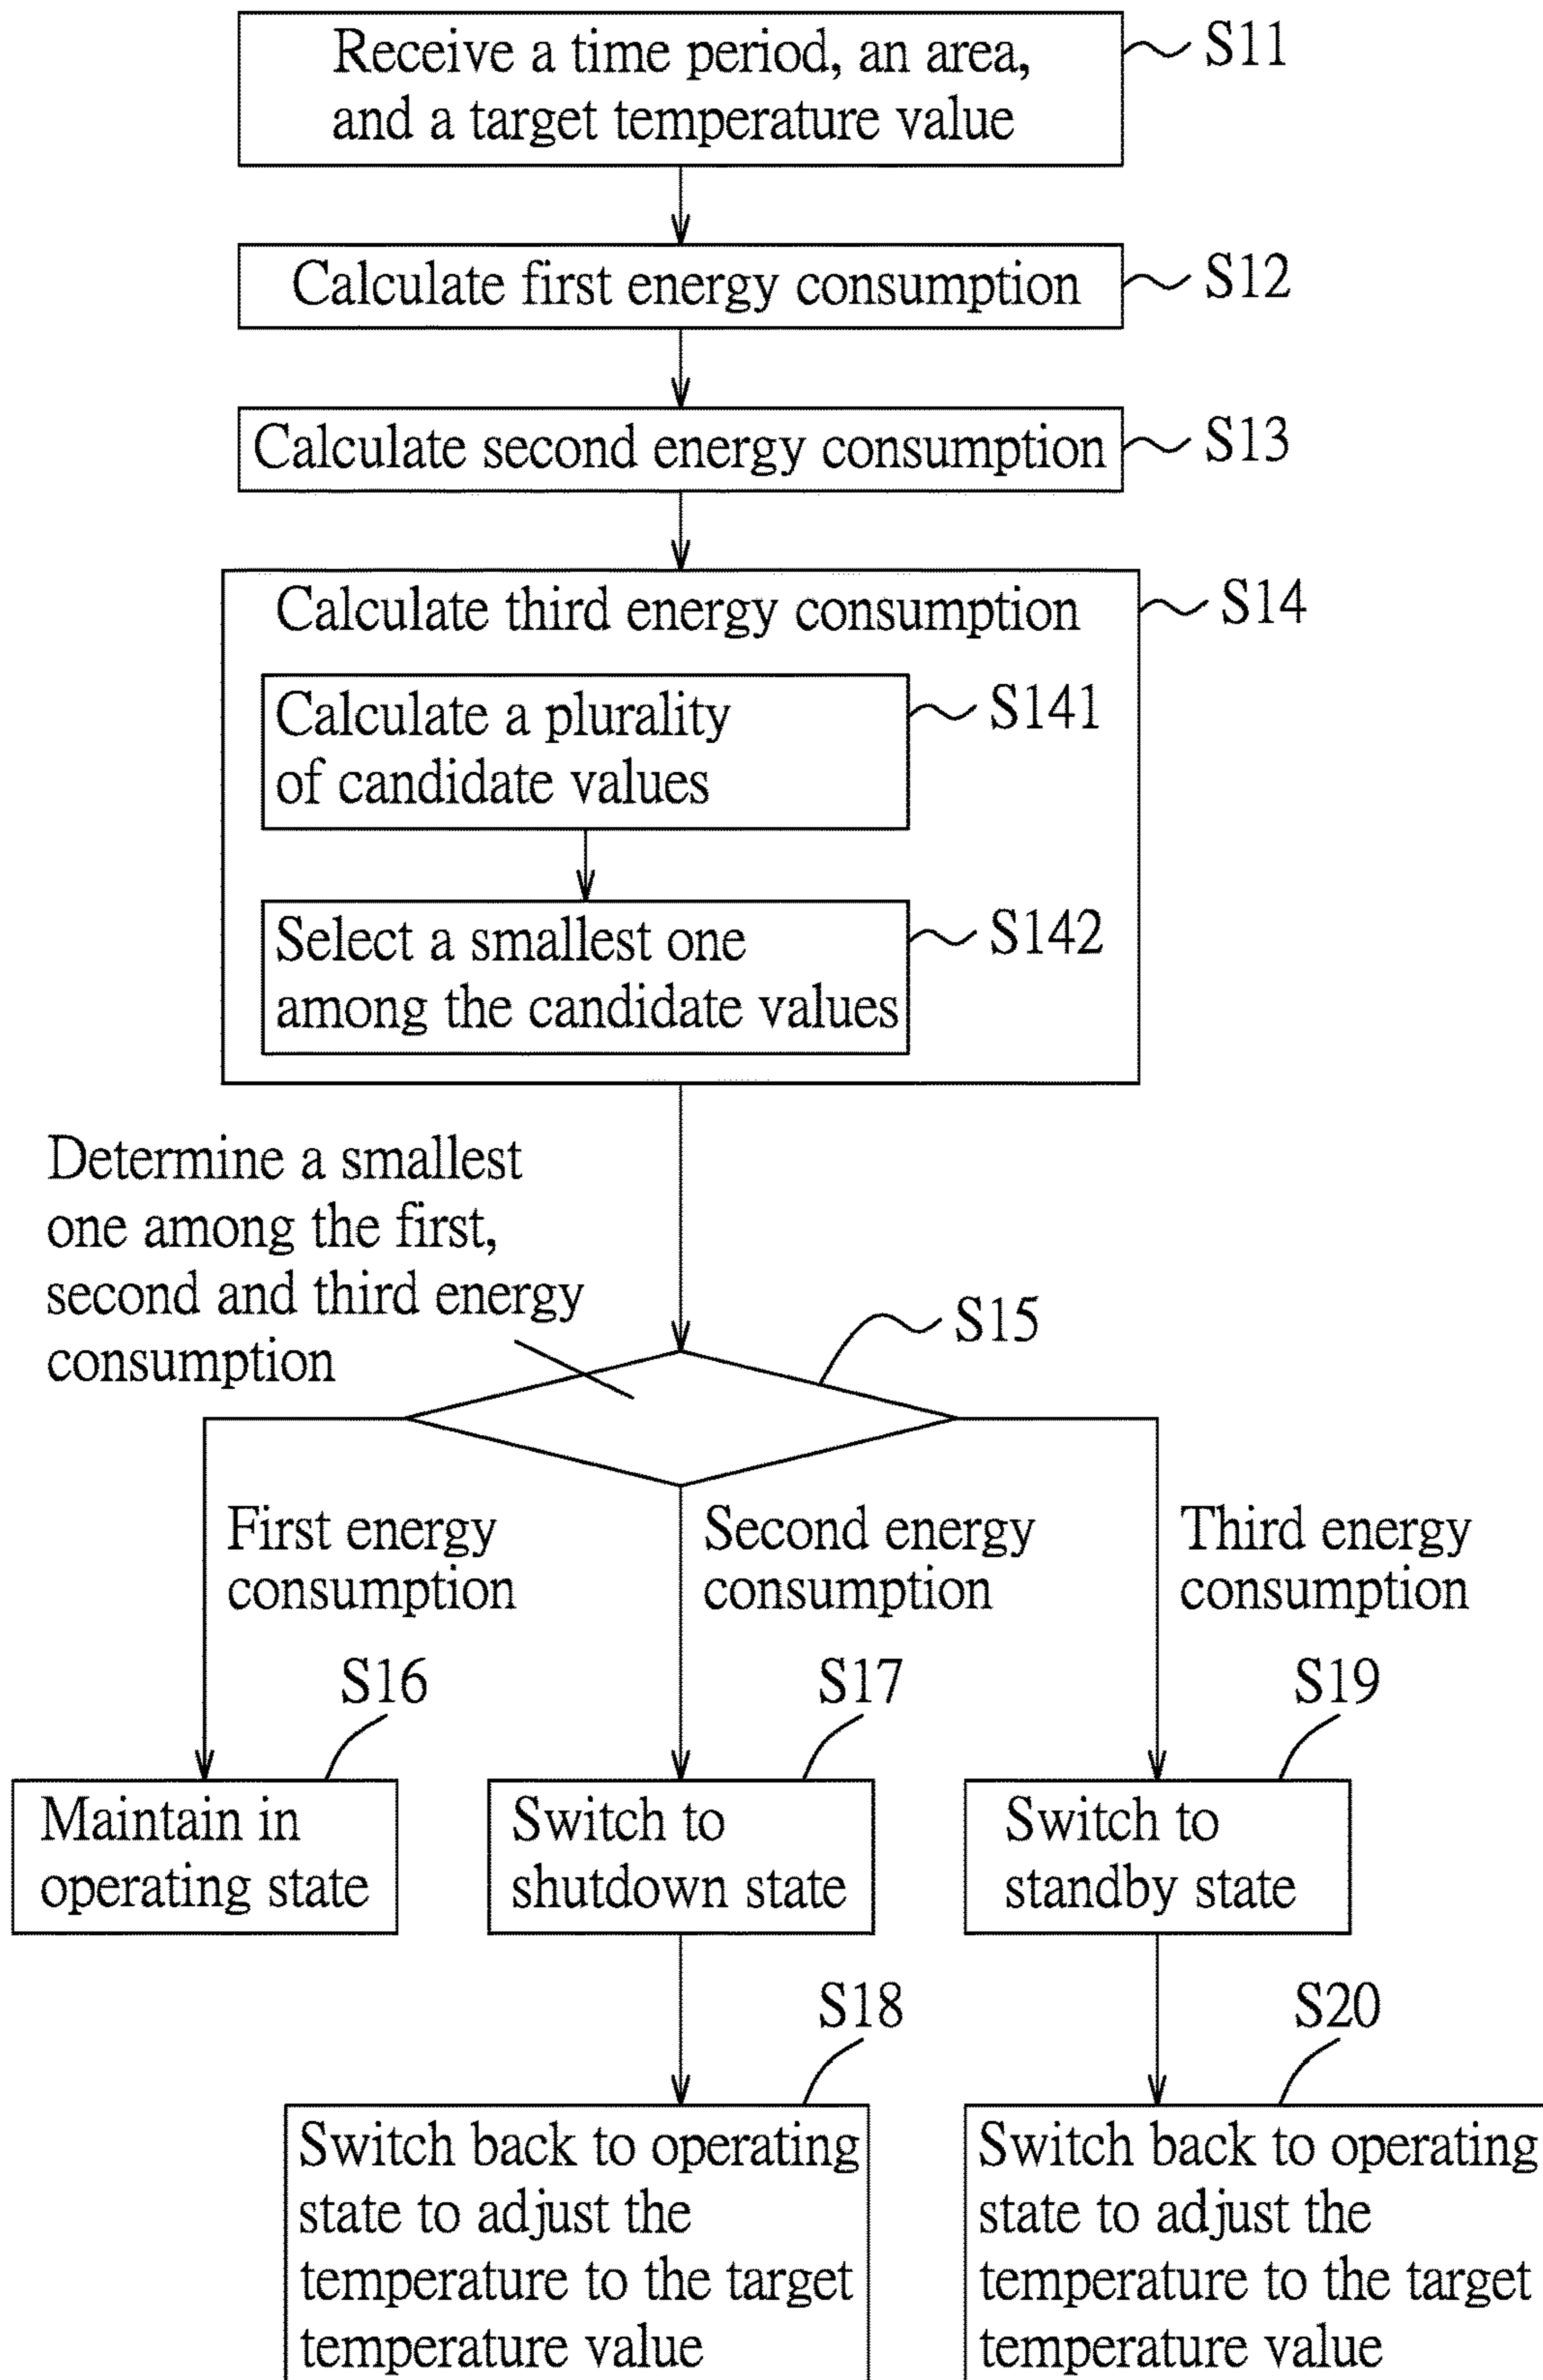 Receive a time period, an area,
and a target temperature value
S11
Calculate first energy consumption
S12
Calculate second energy consumption
S13
Calculate third energy consumption
S14
Calculate a plurality
of candidate values
S141
Select a smallest one
among the candidate values
S142
Determine a smallest
one among the first,
second and third energy
consumption
S15
First energy
consumption
Second energy
consumption
Third energy
consumption
S16
S17
S19
Maintain in
operating state
Switch to
shutdown state
Switch to
standby state
S18
S20
Switch back to operating
state to adjust the
temperature to the target
temperature value
Switch back to operating
state to adjust the
temperature to the target
temperature value